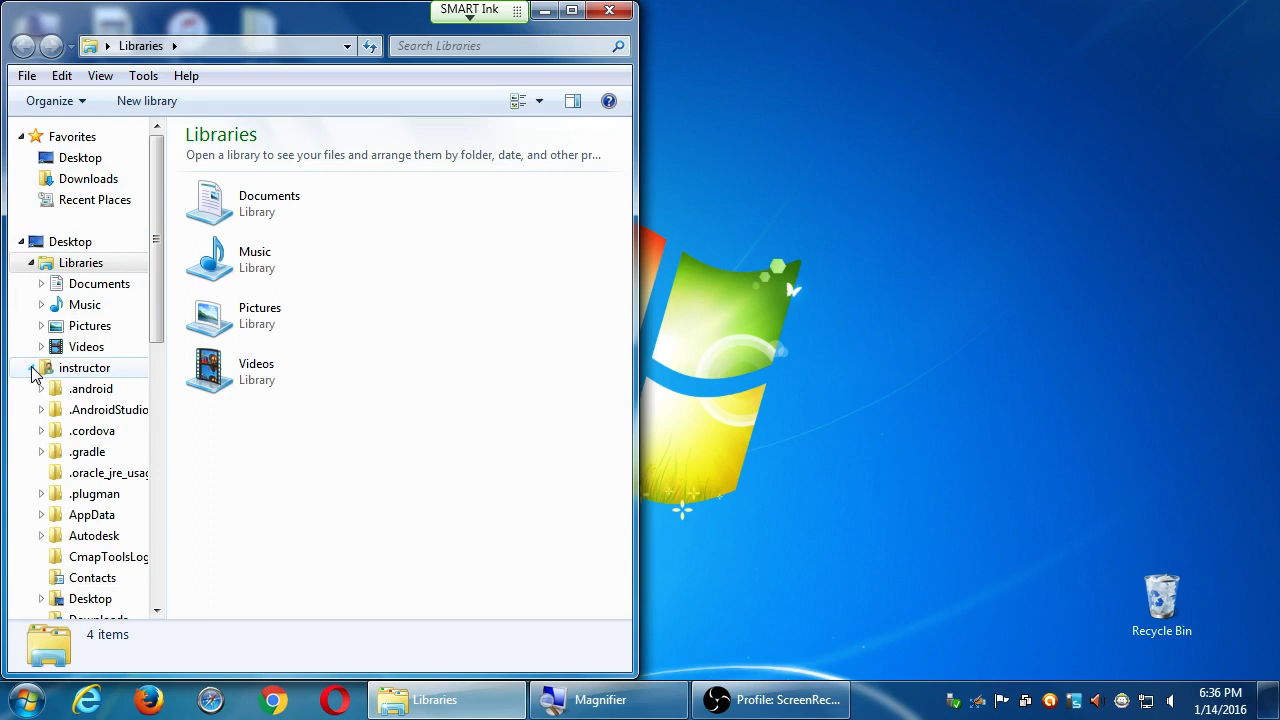 SMART Ink
Libraries
Search Libraries
File Edit View Tools Help
Organize New library
Favorites
Desktop
Downloads
Recent Places
Desktop
Libraries
Documents
Music
Pictures
Videos
instructor
.android
.AndroidStudio
.cordova
.gradle
.oracle_jre_usag
.plugman
AppData
Autodesk
CmapToolsLog
Contacts
Desktop
Downloads
Libraries
Open a library to see your files and arrange them by folder, date, and other pr...
Documents
Library
Music
Library
Pictures
Library
Videos
Library
4 items
Recycle Bin
Libraries
Magnifier
Profile: ScreenRec...
6:36 PM
1/14/2016